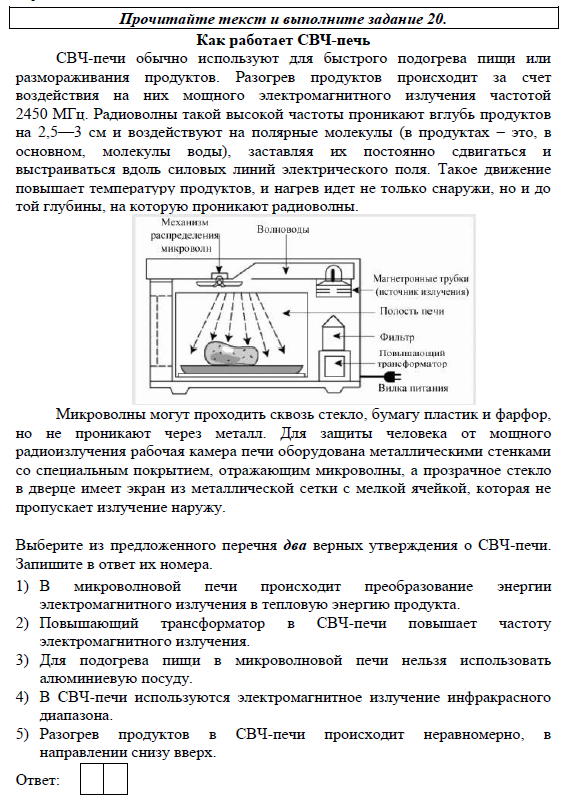 Прочитайте текст и выполните задание 20.
Как работает СВЧ-печь
СВЧ-печи обычно используют для быстрого подогрева пищи или
размораживания продуктов. Разогрев продуктов происходит за счет
воздействия на них мощного электромагнитного излучения частотой
2450 МГц. Радиоволны такой высокой частоты проникают вглубь продуктов
на 2,5—3 см и воздействуют на полярные молекулы (в продуктах – это, в
основном, молекулы воды), заставляя их постоянно сдвигаться и
выстраиваться вдоль силовых линий электрического поля. Такое движение
повышает температуру продуктов, и нагрев идет не только снаружи, но и до
той глубины, на которую проникают радиоволны.
Механизм
распределения
микроволн
Волноводы
Магнетронные трубки
(источник излучения)
Полость печи
Фильтр
Повышающий
трансформатор
Вилка питания
Микроволны могут проходить сквозь стекло, бумагу пластик и фарфор,
но не проникают через металл. Для защиты человека от мощного
радиоизлучения рабочая камера печи оборудована металлическими стенками
со специальным покрытием, отражающим микроволны, а прозрачное стекло
в дверце имеет экран из металлической сетки с мелкой ячейкой, которая не
пропускает излучение наружу.
Выберите из предложенного перечня два верных утверждения о СВЧ-печи.
Запишите в ответ их номера.
1) В микроволновой печи происходит преобразование энергии
электромагнитного излучения в тепловую энергию продукта.
2) Повышающий трансформатор в СВЧ-печи повышает частоту
электромагнитного излучения.
3) Для подогрева пищи в микроволновой печи нельзя использовать
алюминиевую посуду.
4) В СВЧ-печи используются электромагнитное излучение инфракрасного
диапазона.
5) Разогрев продуктов в СВЧ-печи происходит неравномерно, в
направлении снизу вверх.
Ответ: